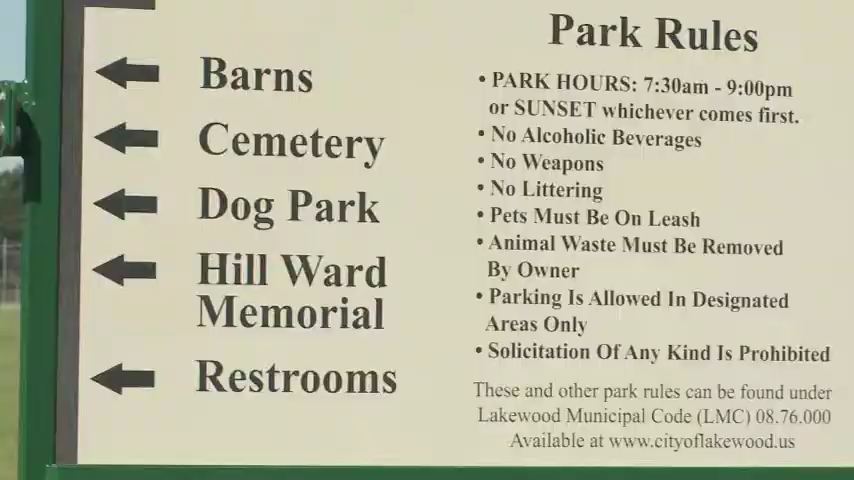 Barns
Cemetery
Dog Park
Hill Ward
Memorial
Restrooms
Park Rules
• PARK HOURS: 7:30am - 9:00pm
or SUNSET whichever comes first.
• No Alcoholic Beverages
• No Weapons
• No Littering
• Pets Must Be On Leash
• Animal Waste Must Be Removed
By Owner
• Parking Is Allowed In Designated
Areas Only
• Solicitation Of Any Kind Is Prohibited
These and other park rules can be found under
Lakewood Municipal Code (LMC) 08.76.000
Available at www.cityoflakewood.us